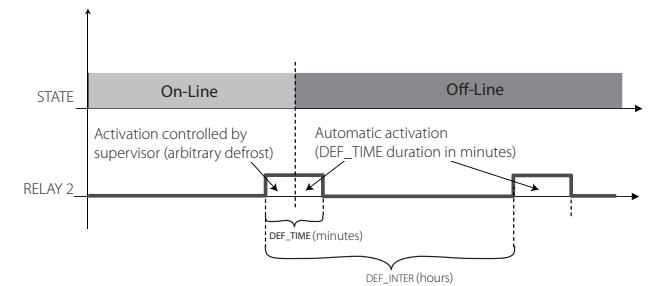 On-Line
Off-Line
STATE
Activation controlled by
supervisor (arbitrary defrost)
Automatic activation
(DEF_TIME duration in minutes)
RELAY 2
DEF_TIME (minutes)
DEF_INTER (hours)